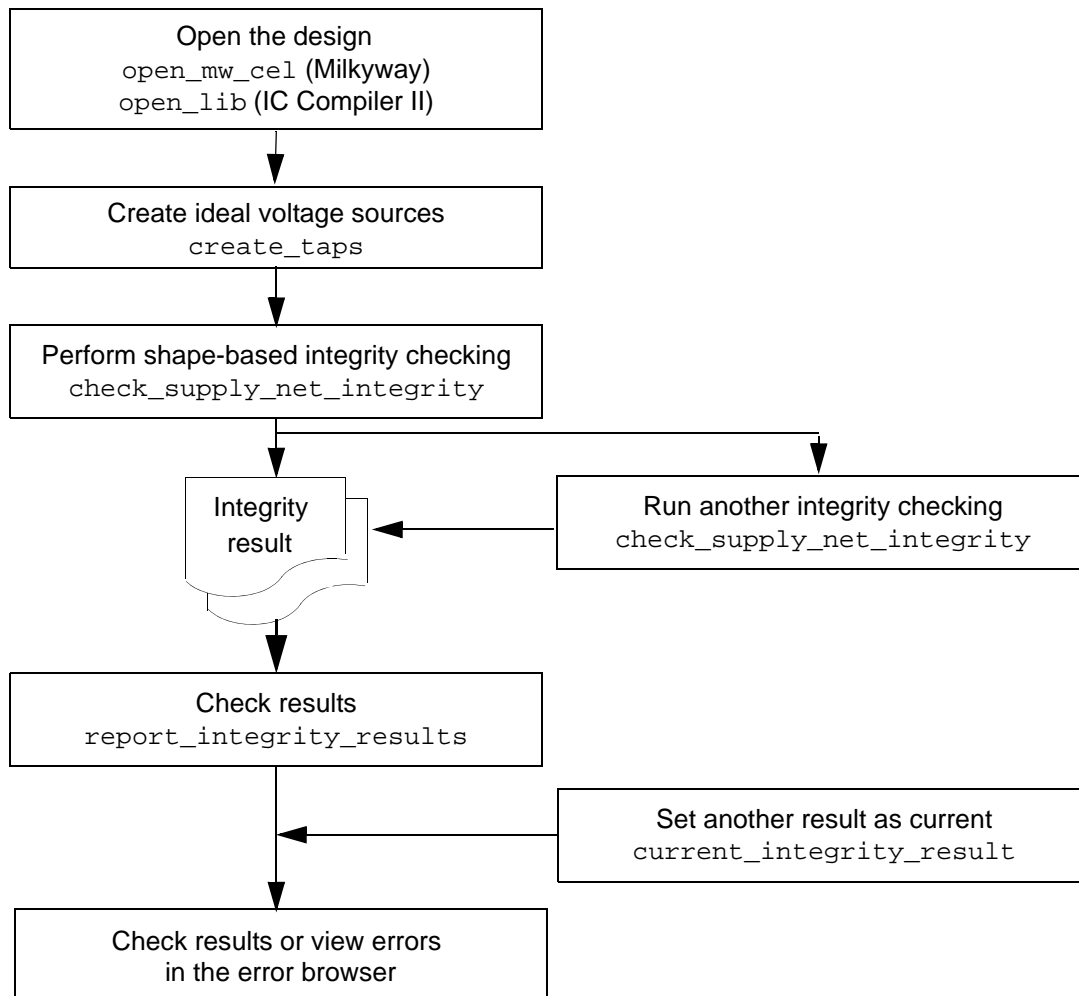 Open the design
open_mw_cel (Milkyway)
open_lib (IC Compiler II)
Create ideal voltage sources
create_taps
Perform shape-based integrity checking
check_supply_net_integrity
Integrity
result
Run another integrity checking
check_supply_net_integrity
Check results
report_integrity_results
Set another result as current
current_integrity_result
Check results or view errors
in the error browser